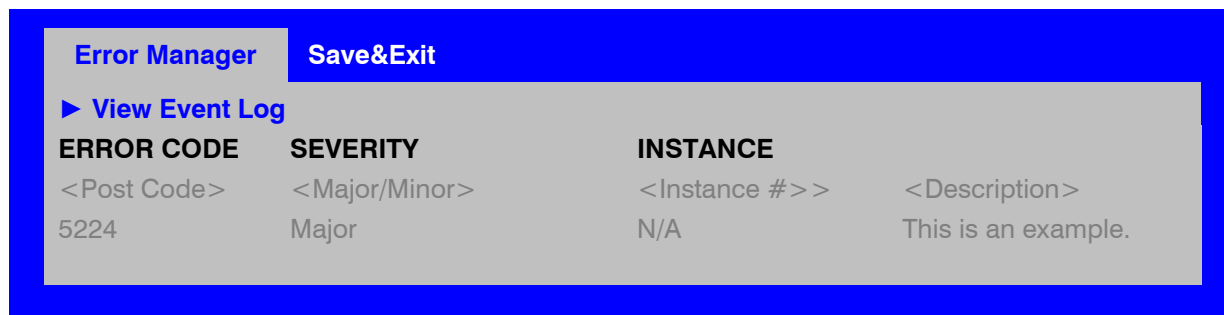 Error Manager Save&Exit
► View Event Log
ERROR CODE SEVERITY INSTANCE
<Post Code> <Major/Minor> <Instance #>> <Description>
5224 Major N/A This is an example.